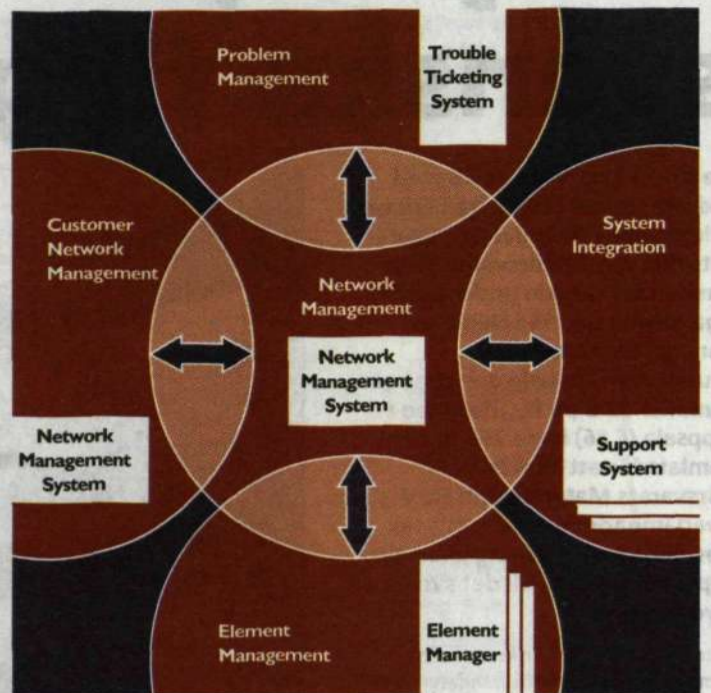 Problem
Management
Trouble
Ticketing
System
Customer
Network
Management
System
Integration
Network
Management
Network
Management
System
Network
Management
System
Support
System
Element
Management
Element
Manager